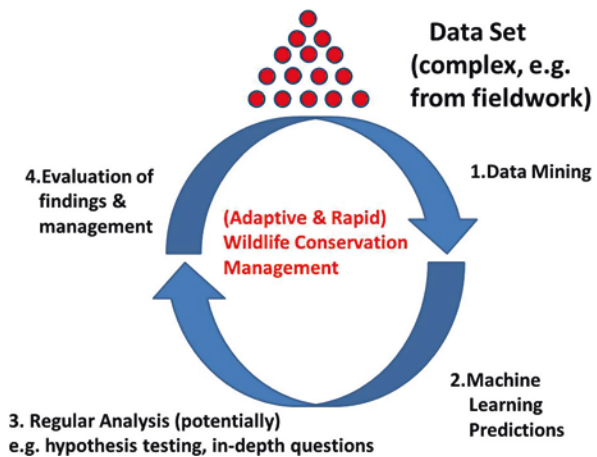 Data Set
(complex, e.g.
from fieldwork)
1.Data Mining
2.Machine
Learning
Predictions
3. Regular Analysis (potentially)
e.g. hypothesis testing, in-depth questions
4.Evaluation of
findings &
management
(Adaptive & Rapid)
Wildlife Conservation
Management